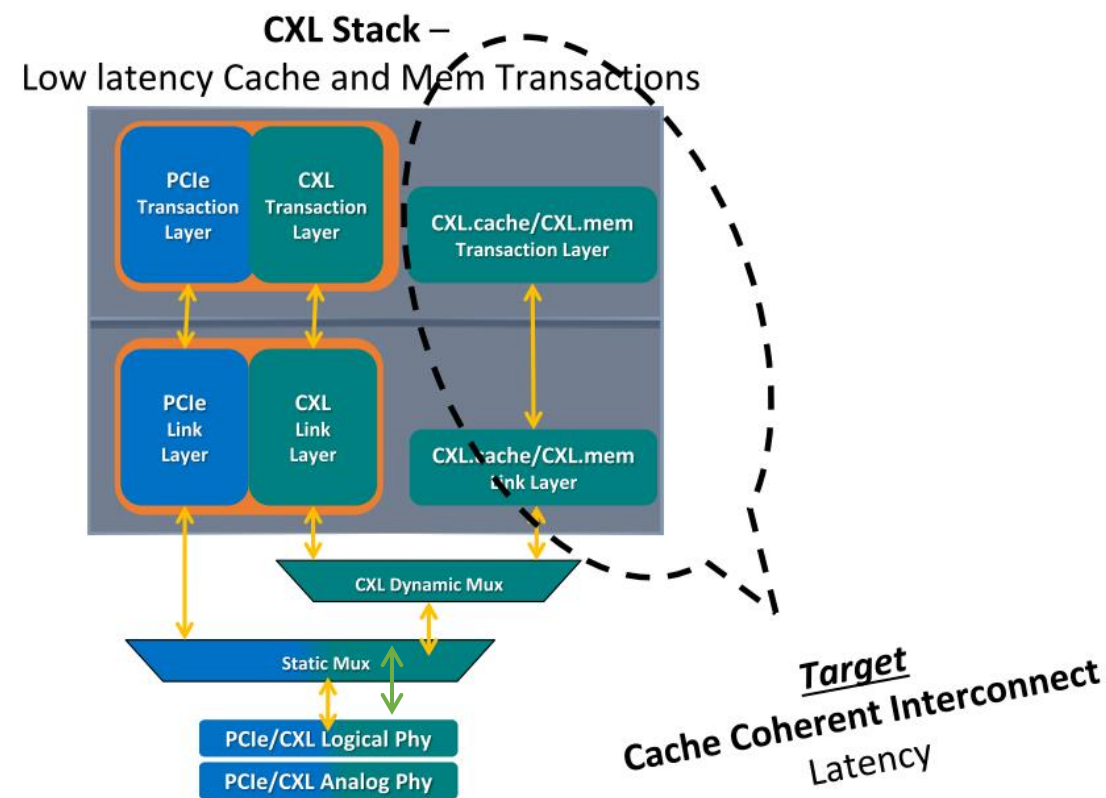 CXL Stack –
Low latency Cache and Mem Transactions
PCIe
Transaction
Layer
CXL
Transaction
Layer
CXL.cache/CXL.mem
Transaction Layer
PCIe
Link
Layer
CXL
Link
Layer
CXL.cache/CXL.mem
Link Layer
CXL Dynamic Mux
Static Mux
PCIe/CXL Logical Phy
PCIe/CXL Analog Phy
Target
Cache Coherent Interconnect
Latency